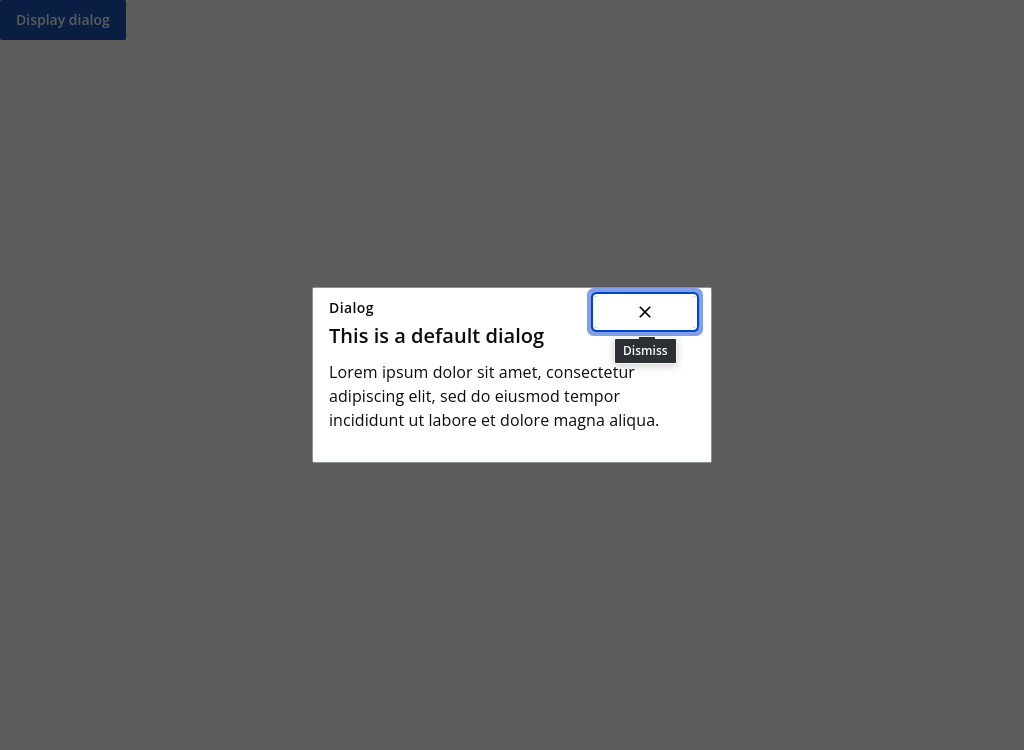 Display dialog
Dialog
This is a default dialog
Dismiss
Lorem ipsum dolor sit amet, consectetur
adipiscing elit, sed do eiusmod tempor
incididunt ut labore et dolore magna aliqua.